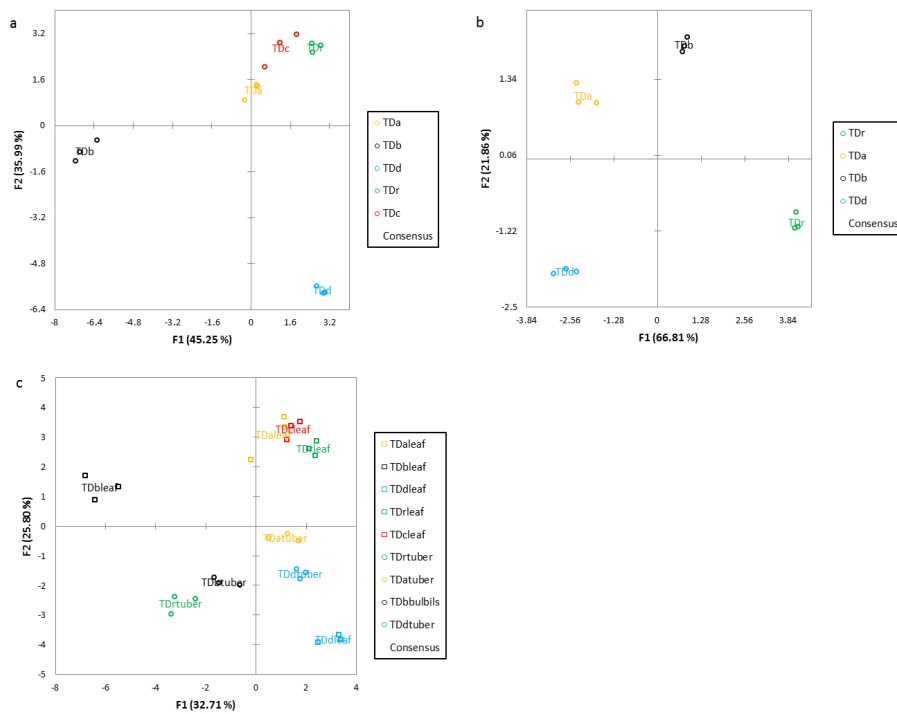 a
3.2
1.6
0
-1.6
-3.2
-4.8
-6.4
-8
-6.4
-4.8
-3.2
-1.6
0
1.6
3.2
F2 (35.99 %)
F1 (45.25 %)
TDc
TDr
TDa
TDb
TDd
TDa
TDb
TDd
TDr
TDc
Consensus
b
1.34
0.06
-1.22
-2.5
-3.84
-2.56
-1.28
0
1.28
2.56
3.84
F2 (21.86 %)
F1 (66.81 %)
TDb
TDa
TDr
TDd
TDr
TDa
TDb
TDd
Consensus
c
5
4
3
2
1
0
-1
-2
-3
-4
-5
-8
-6
-4
-2
0
2
4
F2 (25.80 %)
F1 (32.71 %)
TDaleaf
TDcleaf
TDrleaf
TDbleaf
TDatuber
TDdtuber
TDrtuber
TDdleaf
TDaleaf
TDbleaf
TDdleaf
TDrleaf
TDcleaf
TDrtuber
TDatuber
TDbbulbils
TDdtuber
Consensus